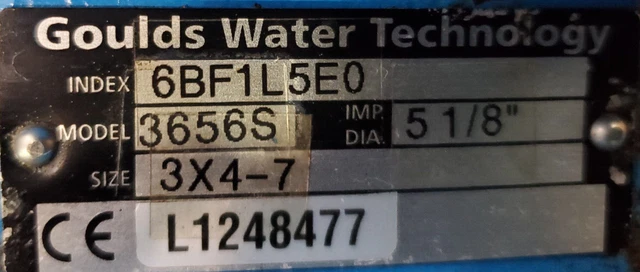 Goulds Water Technology
INDEX 6BF1L5E0
MODEL 3656S IMP. DIA. 5 1/8"
SIZE 3X4-7
CE L1248477